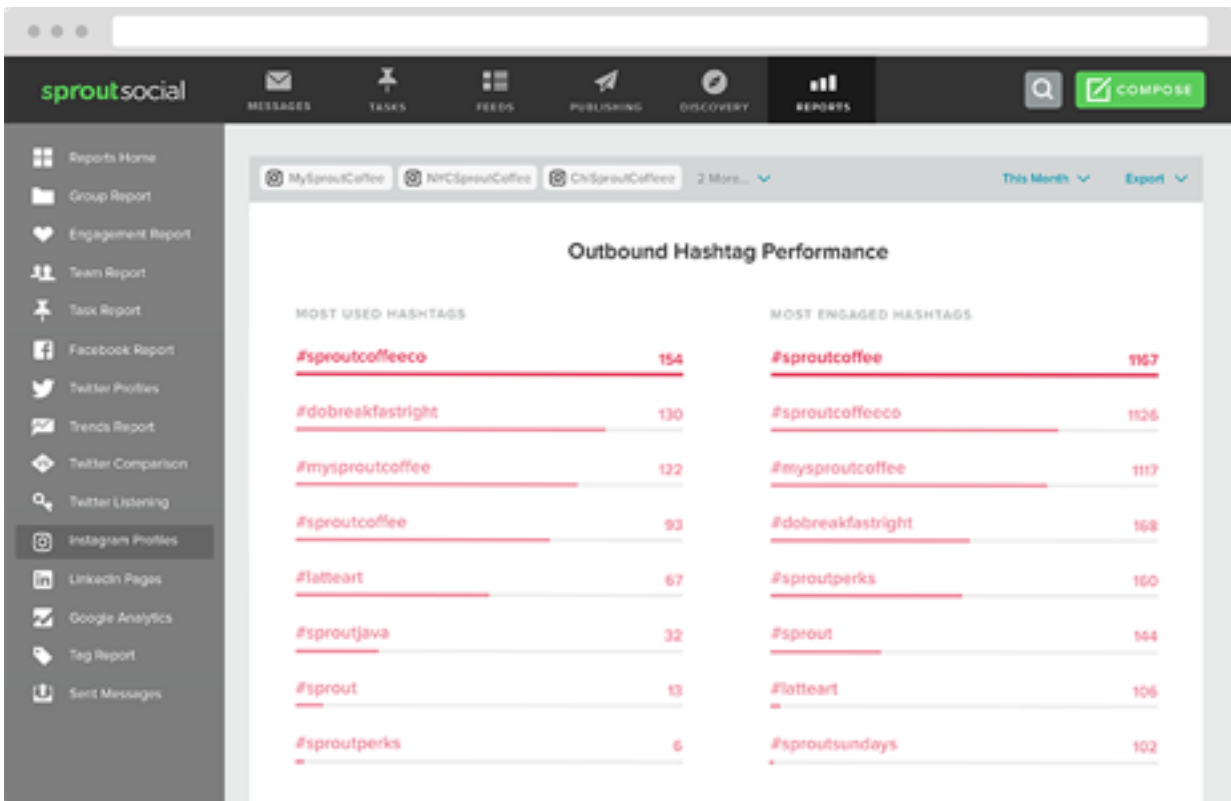 sproutsocial
MESSAGES
TASKS
FEEDS
PUBLISHING
DISCOVERY
REPORTS
COMPOSE
Reports Home
Group Report
Engagement Report
Team Report
Task Report
Facebook Report
Twitter Profiles
Trends Report
Twitter Comparison
Twitter Listening
Instagram Profiles
LinkedIn Pages
Google Analytics
Tag Report
Sent Messages
MySproutCoffee NYCSproutCoffee ChiSproutCoffeee 2 More... This Month Export
Outbound Hashtag Performance
MOST USED HASHTAGS
#sproutcoffeeco 154
#dobreakfastright 130
#mysproutcoffee 122
#sproutcoffee 93
#latteart 67
#sproutjava 32
#sprout 13
#sproutperks 6
MOST ENGAGED HASHTAGS
#sproutcoffee 1167
#sproutcoffeeco 1126
#mysproutcoffee 1117
#dobreakfastright 168
#sproutperks 160
#sprout 144
#latteart 106
#sproutsundays 102